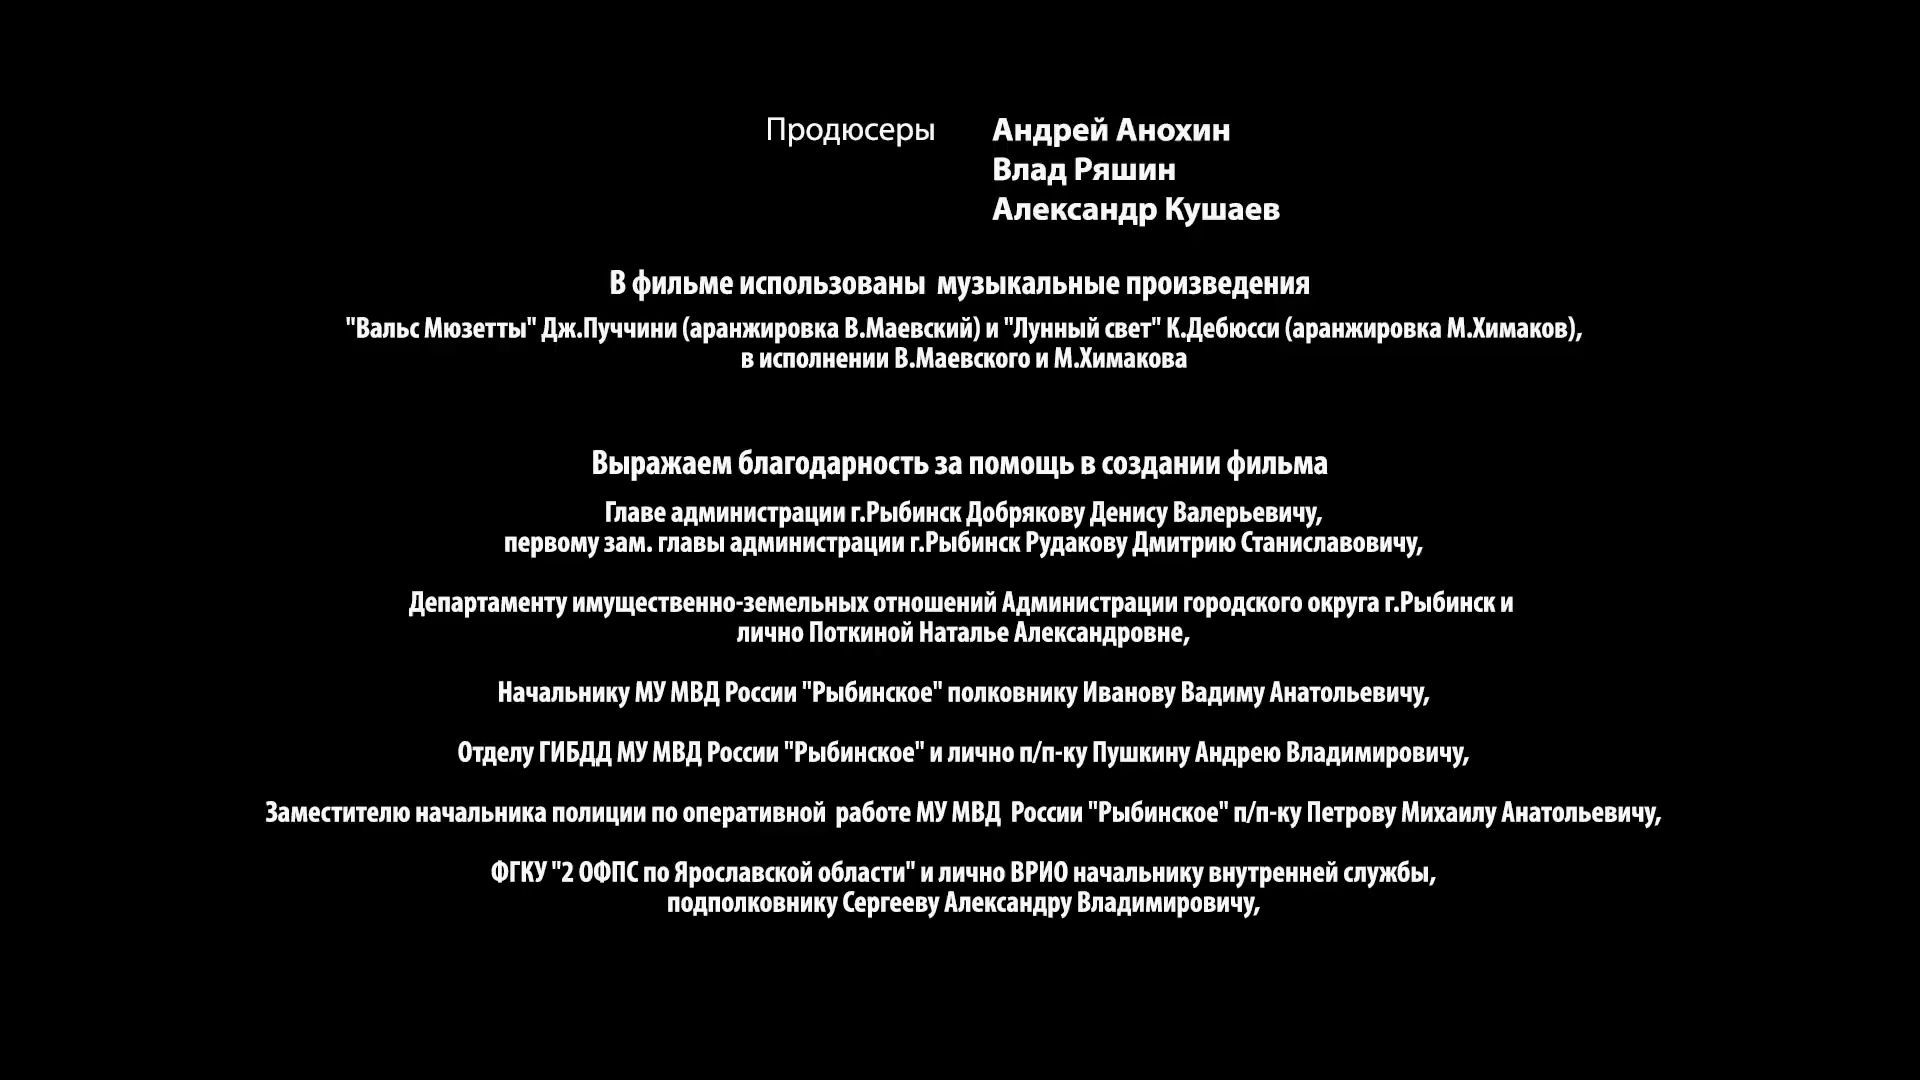 Продюсеры Андрей Анохин
Влад Ряшин
Александр Кушаев
В фильме использованы музыкальные произведения
"Вальс Мюзетты" Дж.Пуччини (аранжировка В.Маевский) и "Лунный свет" К.Дебюсси (аранжировка М.Химаков),
в исполнении В.Маевского и М.Химакова
Выражаем благодарность за помощь в создании фильма
Главе администрации г.Рыбинск Добрякову Денису Валерьевичу,
первому зам. главы администрации г.Рыбинск Рудакову Дмитрию Станиславовичу,
Департаменту имущественно-земельных отношений Администрации городского округа г.Рыбинск и
лично Поткиной Наталье Александровне,
Начальнику МУ МВД России "Рыбинское" полковнику Иванову Вадиму Анатольевичу,
Отделу ГИБДД МУ МВД России "Рыбинское" и лично п/п-ку Пушкину Андрею Владимировичу,
Заместителю начальника полиции по оперативной работе МУ МВД России "Рыбинское" п/п-ку Петрову Михаилу Анатольевичу,
ФГКУ "2 ОФПС по Ярославской области" и лично ВРИО начальнику внутренней службы,
подполковнику Сергееву Александру Владимировичу,